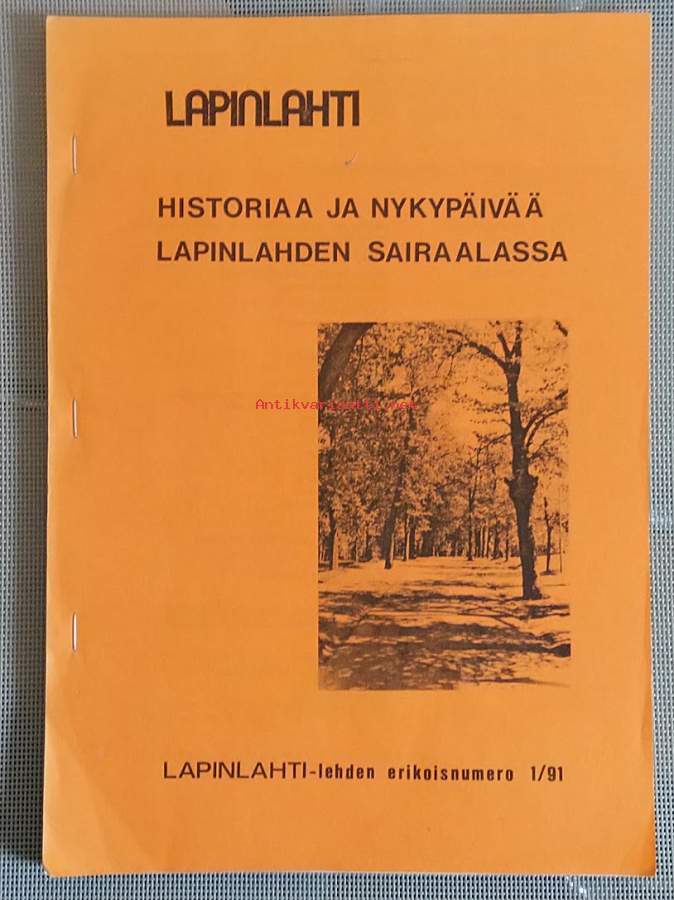 LAPINLAHTI
HISTORIAA JA NYKYPÄIVÄÄ
LAPINLAHDEN SAIRAALASSA
Antikvariaatti.net
LAPINLAHTI-lehden erikoisnumero 1/91